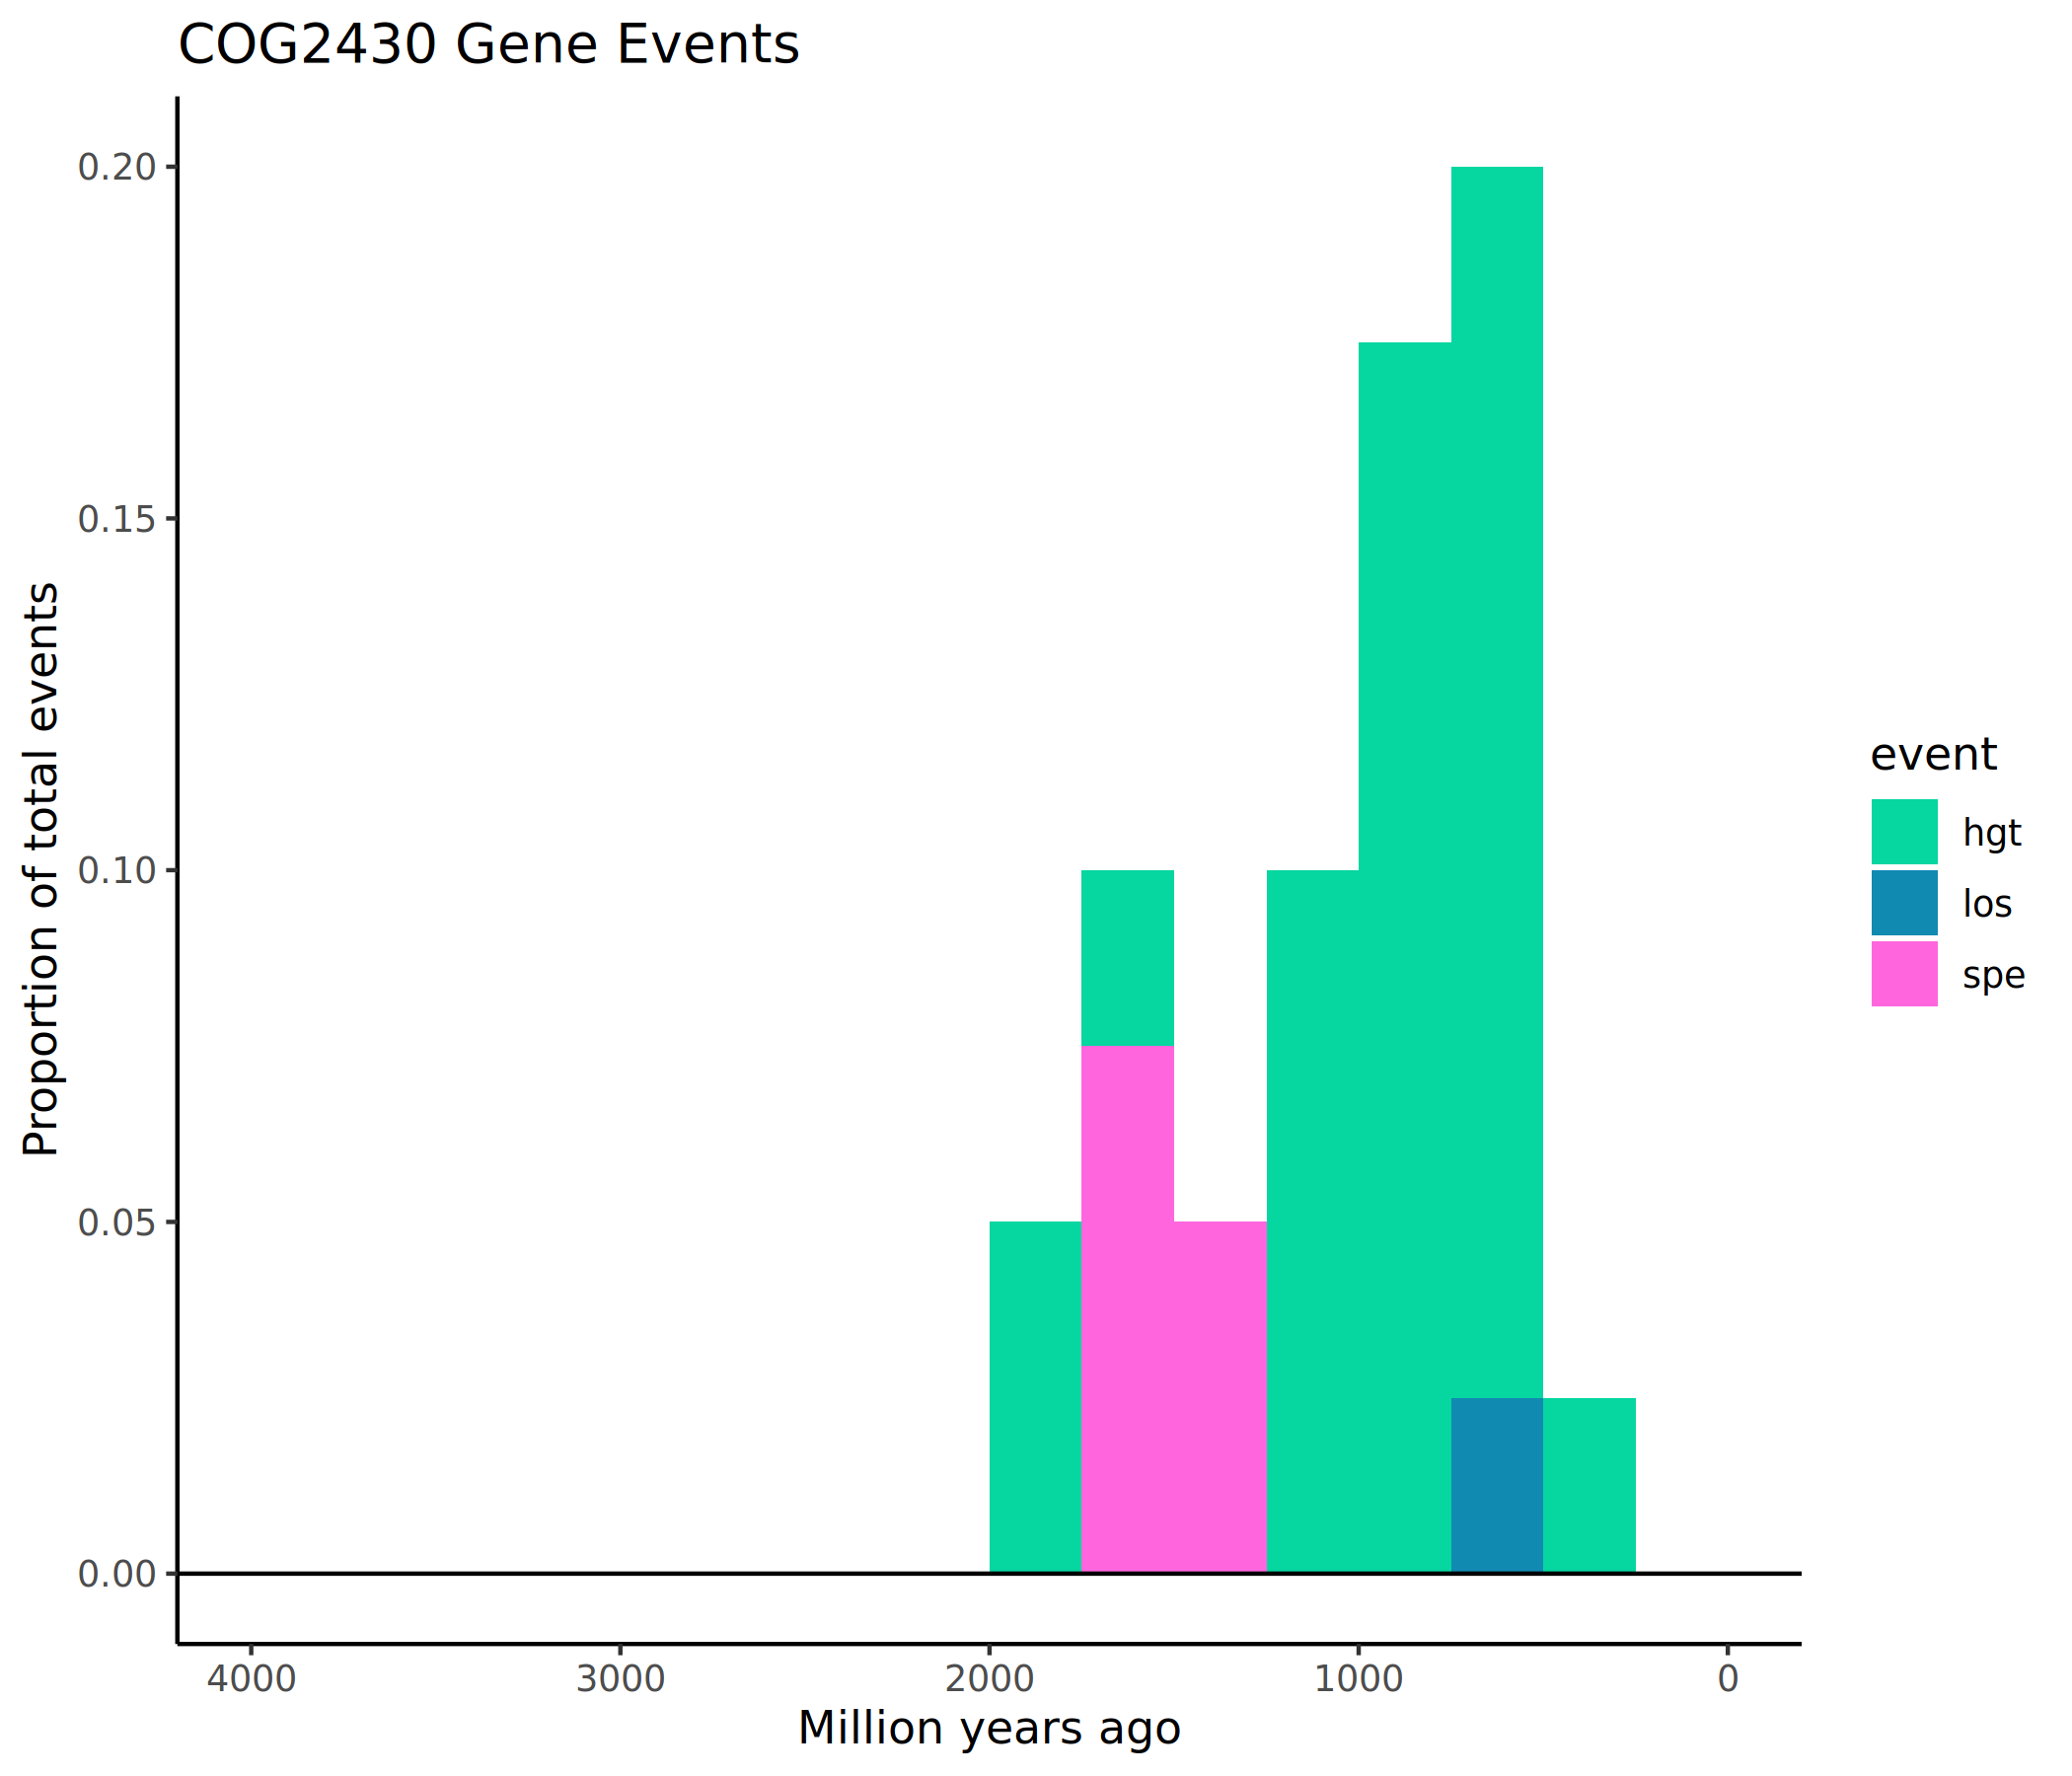 COG2430 Gene Events
Proportion of total events
0.20
0.15
0.10
0.05
0.00
4000 3000 2000 1000 0
Million years ago
event
hgt
los
spe